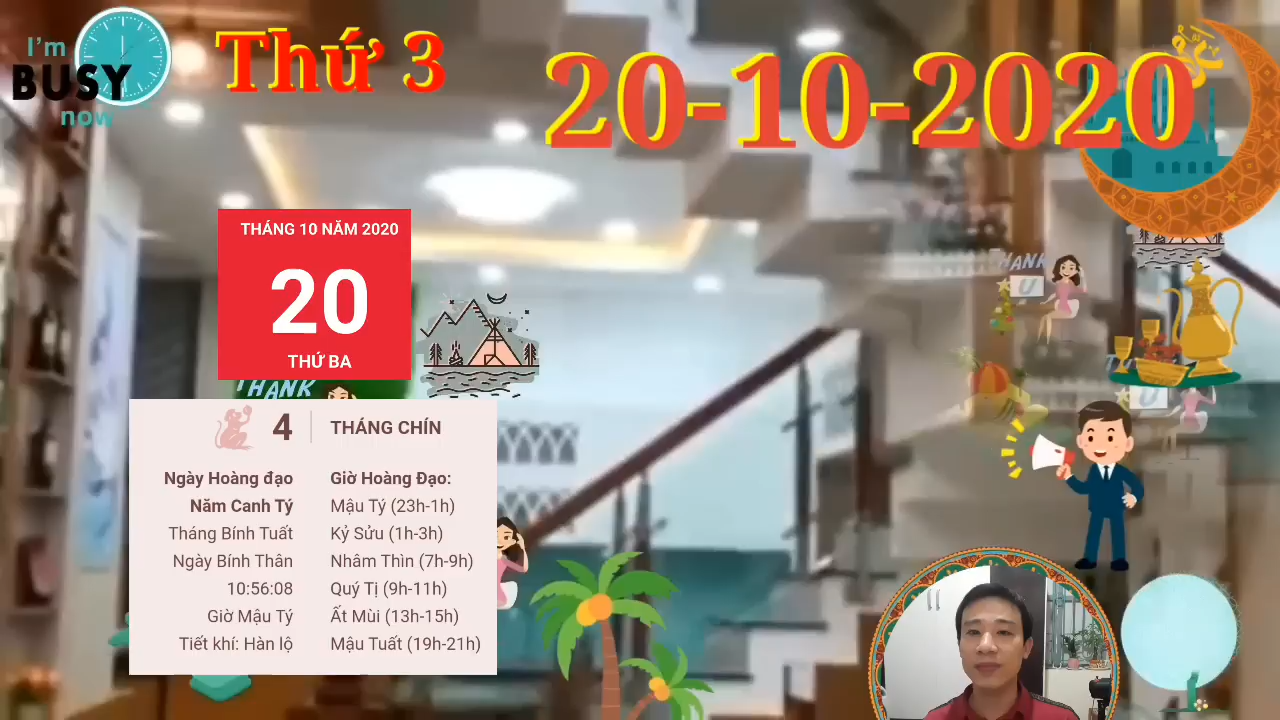 I'm
BUSY
now
Thứ 3
20-10-2020
THÁNG 10 NĂM 2020
20
THỨ BA
THANK
4
THÁNG CHÍN
Ngày Hoàng đạo
Năm Canh Tý
Tháng Bính Tuất
Ngày Bính Thân
10:56:08
Giờ Mậu Tý
Tiết khí: Hàn lộ
Giờ Hoàng Đạo:
Mậu Tý (23h-1h)
Kỷ Sửu (1h-3h)
Nhâm Thìn (7h-9h)
Quý Tị (9h-11h)
Ất Mùi (13h-15h)
Mậu Tuất (19h-21h)
THANK
U